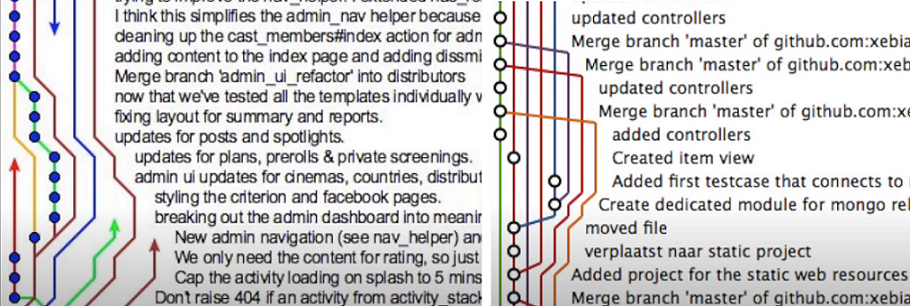 I think this simplifies the admin_nav helper because
cleaning up the cast_members#index action for adm
adding content to the index page and adding dissmi
Merge branch 'admin_ui_refactor' into distributors
now that we've tested all the templates individually
fixing layout for summary and reports.
updates for posts and spotlights.
updates for plans, prerolls & private screenings.
admin ui updates for cinemas, countries, distribut
styling the criterion and facebook pages.
breaking out the admin dashboard into meanin
New admin navigation (see nav_helper) and
We only need the content for rating, so just
Cap the activity loading on splash to 5 mins
Don't raise 404 if an activity from activity_stack
updated controllers
Merge branch 'master' of github.com:xebia
Merge branch 'master' of github.com:xeb
updated controllers
Merge branch 'master' of github.com:xe
added controllers
Created item view
Added first testcase that connects to
Create dedicated module for mongo rel
moved file
verplaatst naar static project
Added project for the static web resources
Merge branch 'master' of github.com:xebia